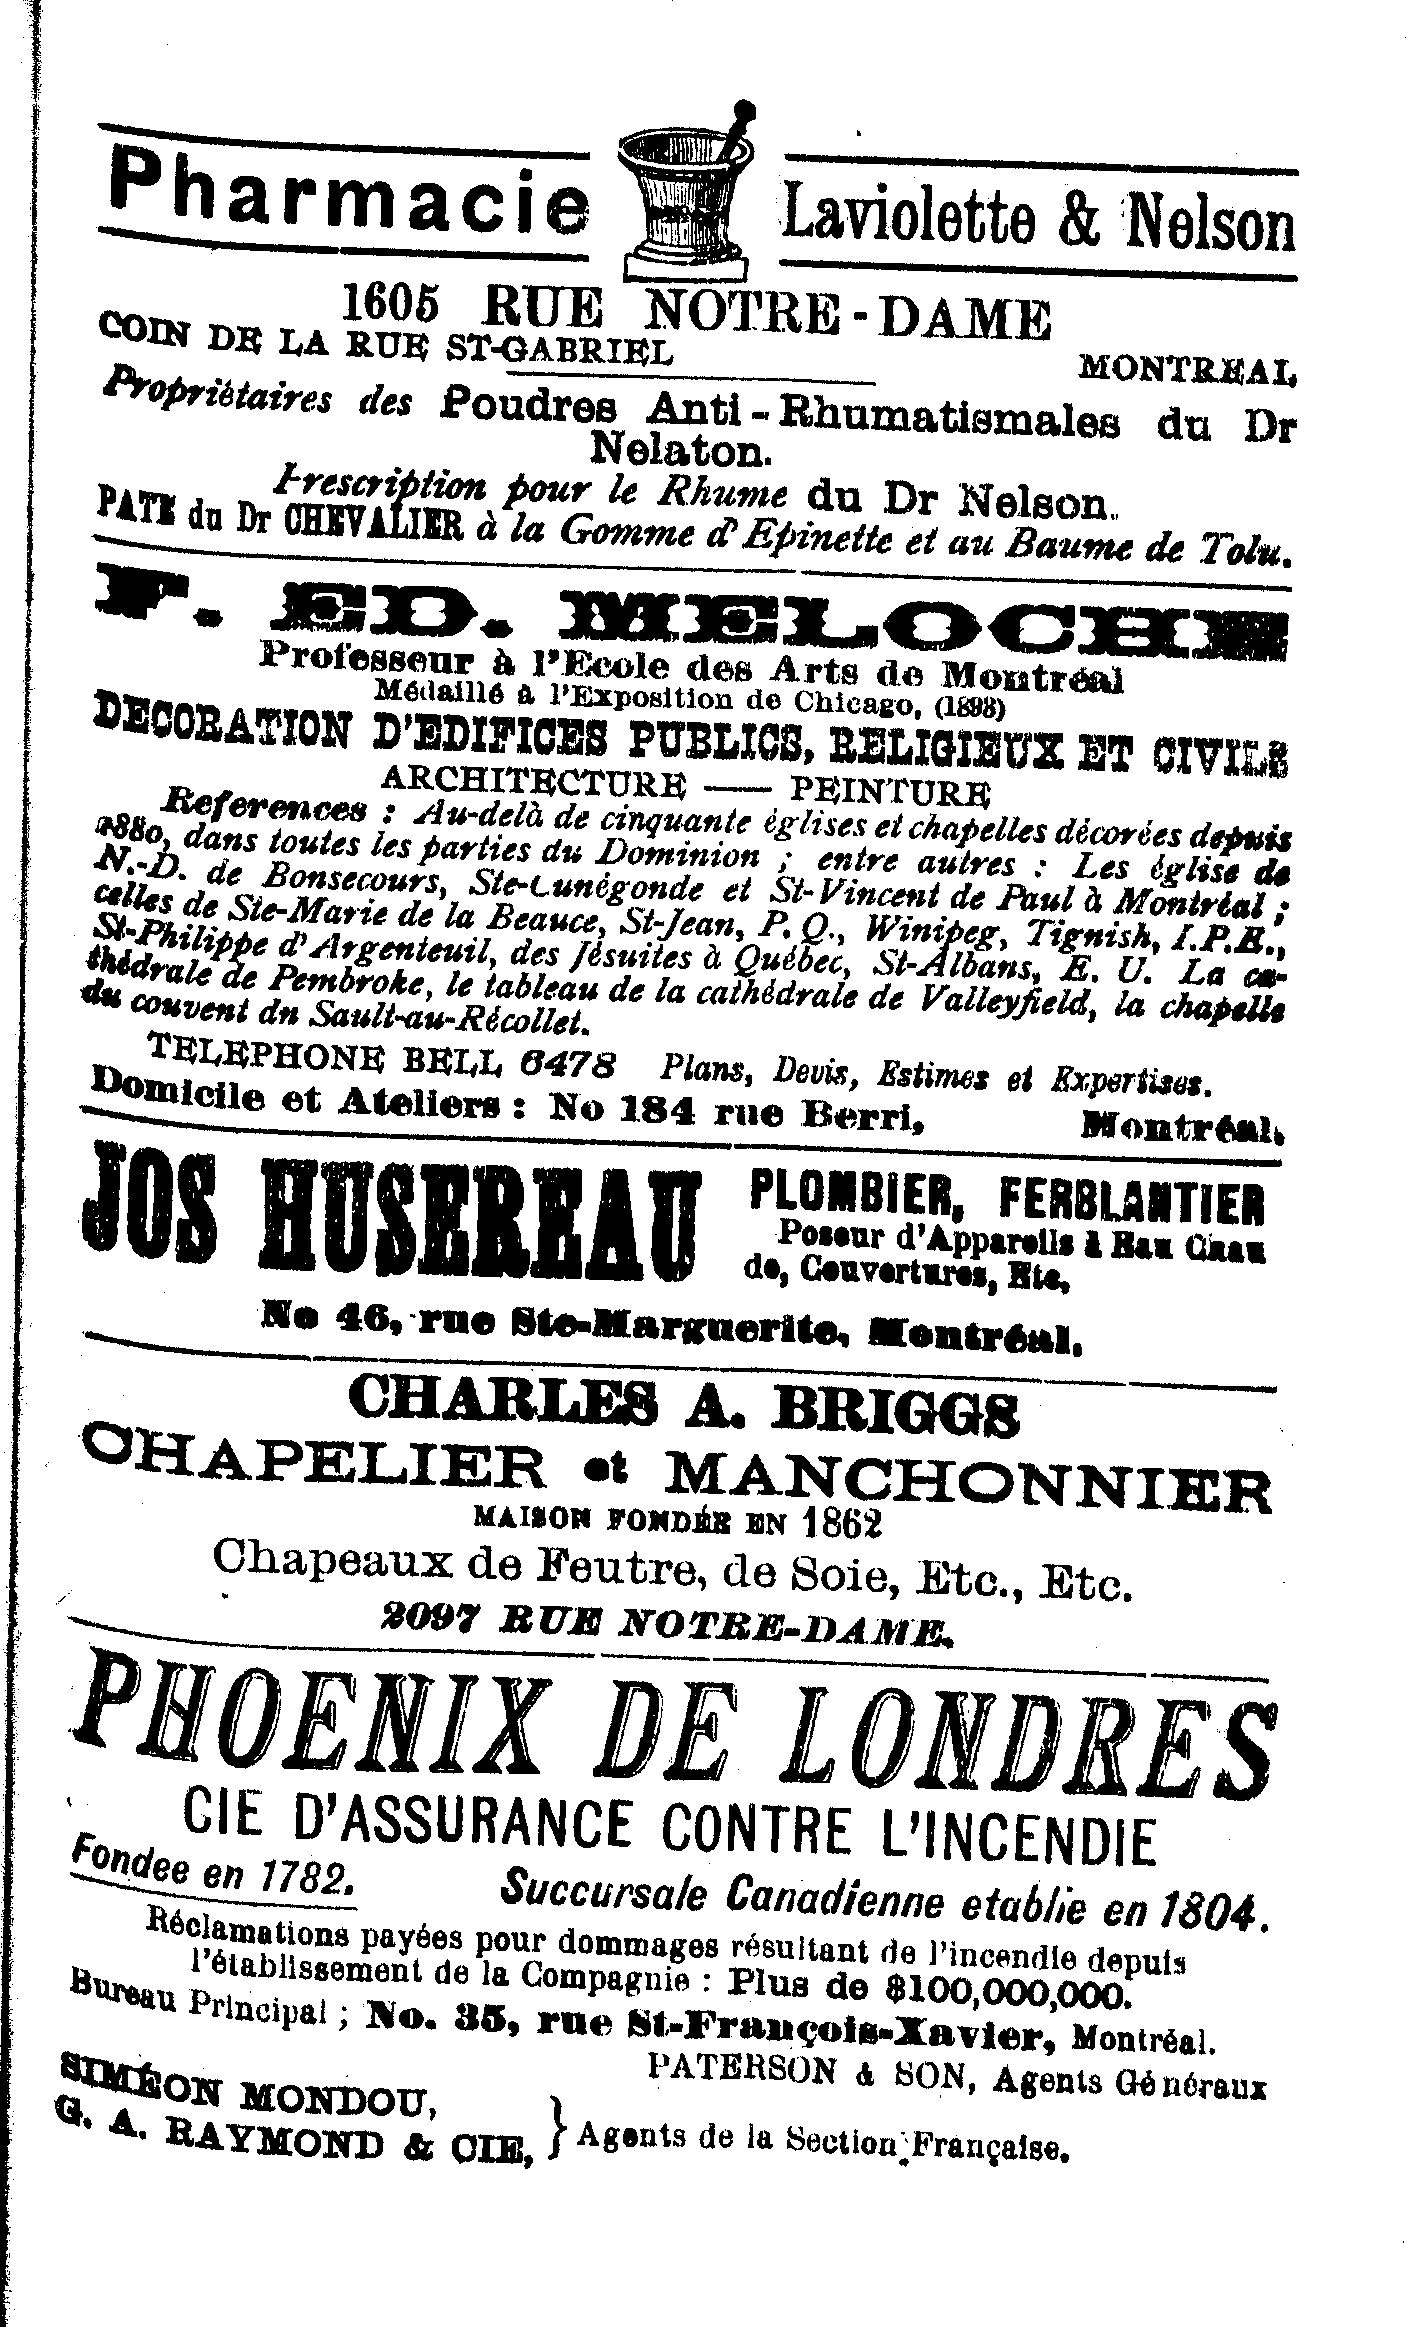 Pharmacie Laviolette & Nelson
1605 RUE NOTRE-DAME
COIN DE LA RUE ST-GABRIEL MONTREAL
Propriétaires des Poudres Anti-Rhumatismales du Dr
Nelaton.
Prescription pour le Rhume du Dr Nelson.
PATE du Dr CHEVALIER à la Gomme d'Epinette et au Baume de Tolu.
F. ED. MELOCHE
Professeur à l'Ecole des Arts de Montréal
Médaillé à l'Exposition de Chicago, (1893)
DECORATION D'EDIFICES PUBLICS, RELIGIEUX ET CIVILS
ARCHITECTURE — PEINTURE
References : Au-delà de cinquante églises et chapelles décorées depuis
1880, dans toutes les parties du Dominion ; entre autres : Les église de
N.-D. de Bonsecours, Ste-Cunégonde et St-Vincent de Paul à Montréal ;
celles de Ste-Marie de la Beauce, St-Jean, P. Q., Winipeg, Tignish, I.P.E.,
St-Philippe d'Argenteuil, des Jésuites à Québec, St-Albans, E. U. La ca-
thédrale de Pembroke, le tableau de la cathédrale de Valleyfield, la chapelle
du couvent dn Sault-au-Récollet.
TELEPHONE BELL 6478 Plans, Devis, Estimes et Expertises.
Domicile et Ateliers : No 184 rue Berri, Montréal.
JOS HUSEREAU PLOMBIER, FERBLANTIER
Poseur d'Appareils à Eau Chau
de, Couvertures, Etc,
No 46, rue Ste-Marguerite, Montréal.
CHARLES A. BRIGGS
CHAPELIER et MANCHONNIER
MAISON FONDÉE EN 1862
Chapeaux de Feutre, de Soie, Etc., Etc.
2097 RUE NOTRE-DAME.
PHOENIX DE LONDRES
CIE D'ASSURANCE CONTRE L'INCENDIE
Fondee en 1782. Succursale Canadienne etablie en 1804.
Réclamations payées pour dommages résultant de l'incendie depuis
l'établissement de la Compagnie : Plus de $100,000,000.
Bureau Principal ; No. 35, rue St-François-Xavier, Montréal.
PATERSON & SON, Agents Généraux
SIMÉON MONDOU,
G. A. RAYMOND & CIE, } Agents de la Section Française.